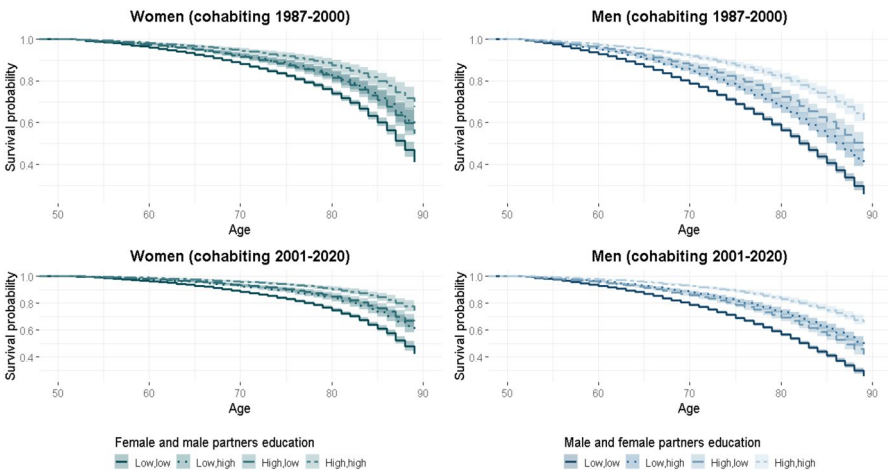 Women (cohabiting 1987-2000)
Survival probability
1.0
0.8
0.6
0.4
50 60 70 80 90
Age
Men (cohabiting 1987-2000)
Survival probability
1.0
0.8
0.6
0.4
50 60 70 80 90
Age
Women (cohabiting 2001-2020)
Survival probability
1.0
0.8
0.6
0.4
50 60 70 80 90
Age
Men (cohabiting 2001-2020)
Survival probability
1.0
0.8
0.6
0.4
50 60 70 80 90
Age
Female and male partners education
Low,low Low,high High,low High,high
Male and female partners education
Low,low Low,high High,low High,high